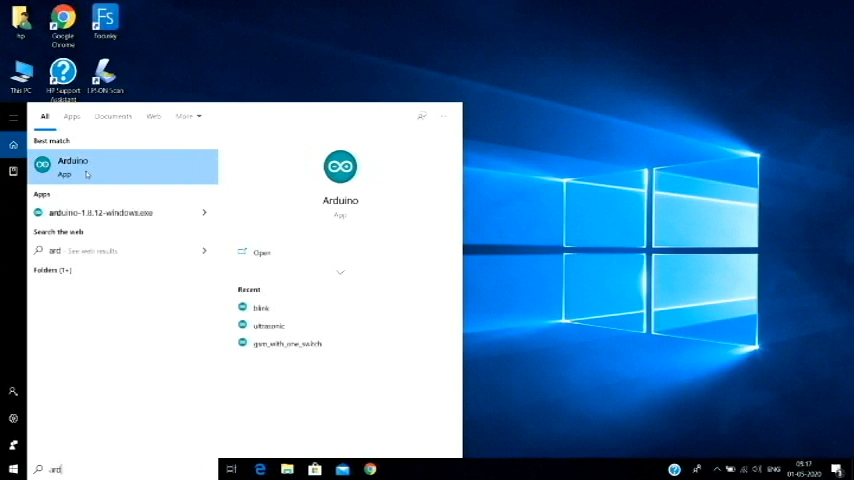 hp
Google Chrome
Focusky
This PC
HP Support Assistant
EPSON Scan
All
Apps
Documents
Web
More
Best match
Arduino
App
Apps
arduino-1.8.12-windows.exe
Search the web
ard - See web results
Folders (1+)
Arduino
App
Open
Recent
blink
ultrasonic
gsm_with_one_switch
ard
ENG
05:17
01-05-2020